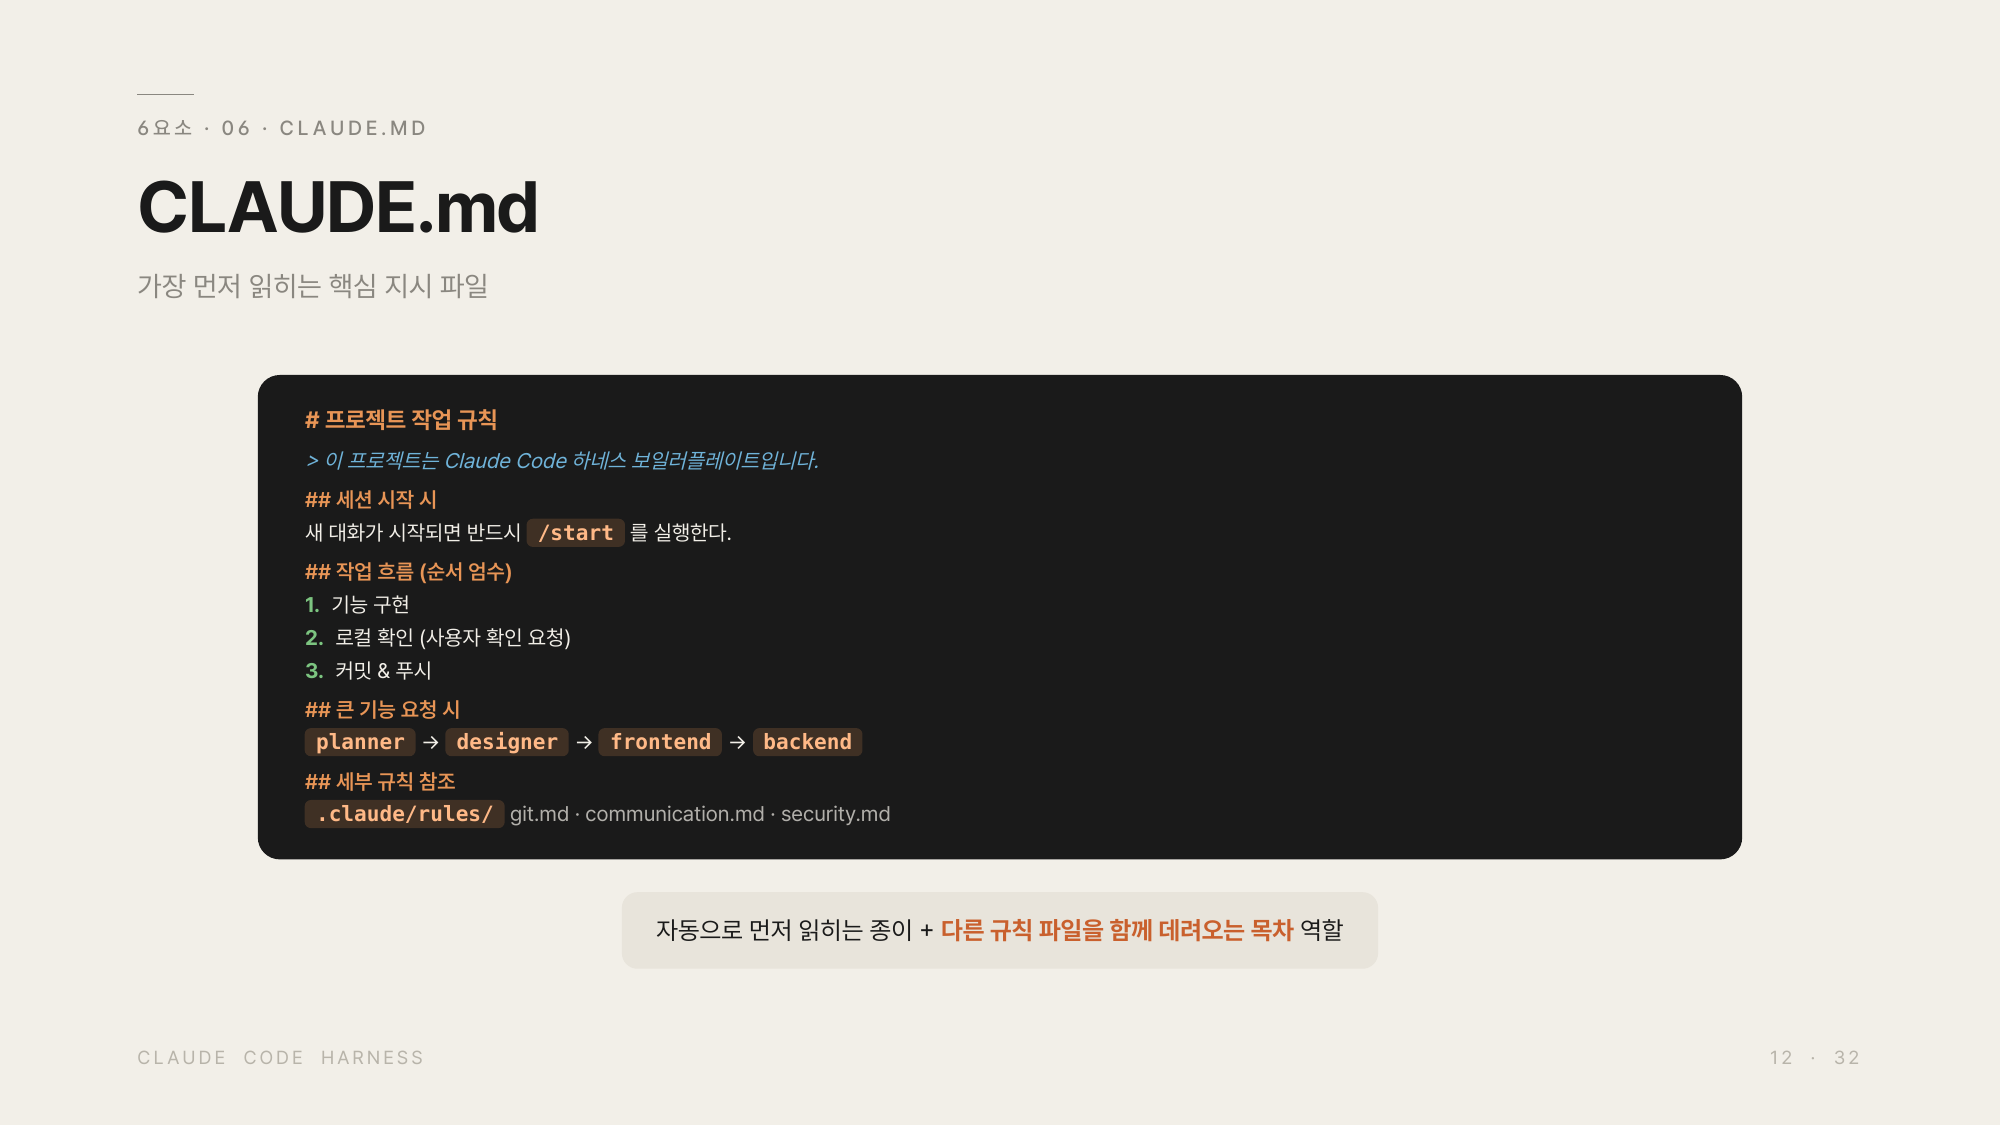 6요소 · 06 · CLAUDE.MD
CLAUDE.md
가장 먼저 읽히는 핵심 지시 파일
# 프로젝트 작업 규칙
> 이 프로젝트는 Claude Code 하네스 보일러플레이트입니다.
## 세션 시작 시
새 대화가 시작되면 반드시 /start 를 실행한다.
## 작업 흐름 (순서 엄수)
1. 기능 구현
2. 로컬 확인 (사용자 확인 요청)
3. 커밋 & 푸시
## 큰 기능 요청 시
planner → designer → frontend → backend
## 세부 규칙 참조
.claude/rules/ git.md · communication.md · security.md
자동으로 먼저 읽히는 종이 + 다른 규칙 파일을 함께 데려오는 목차 역할
CLAUDE CODE HARNESS
12 · 32